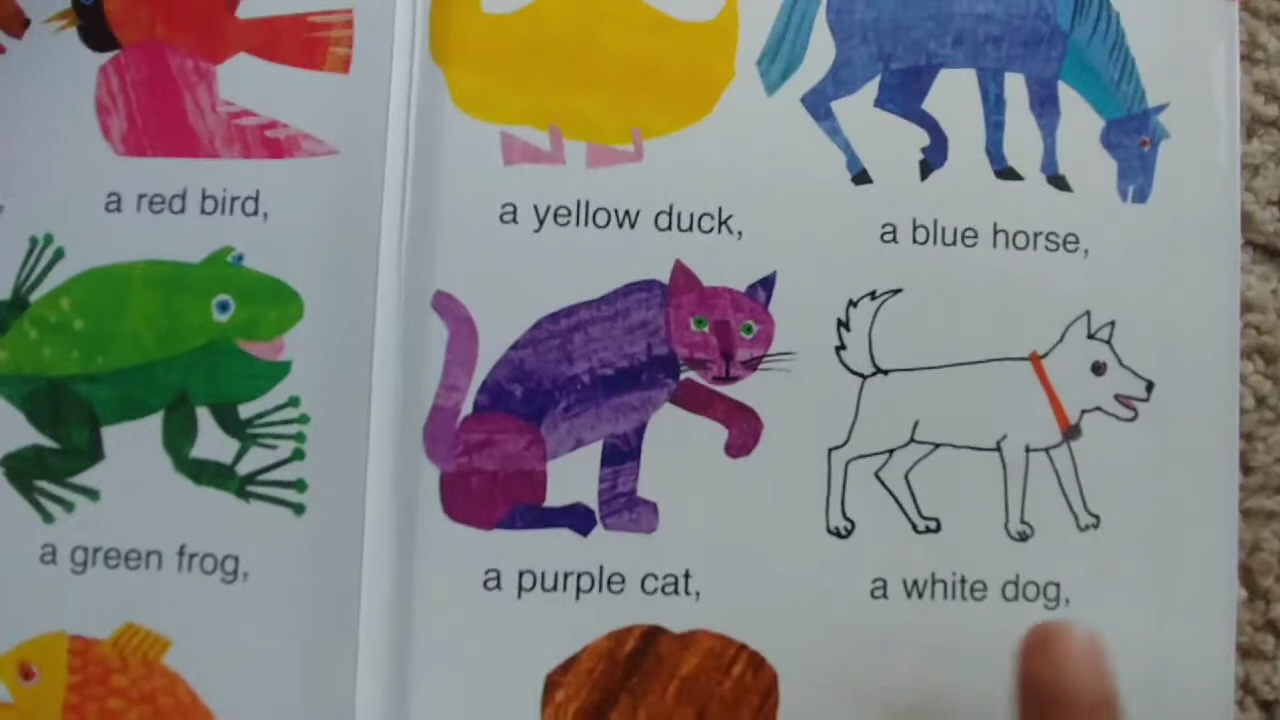 a red bird,
a yellow duck,
a blue horse,
a green frog,
a purple cat,
a white dog,